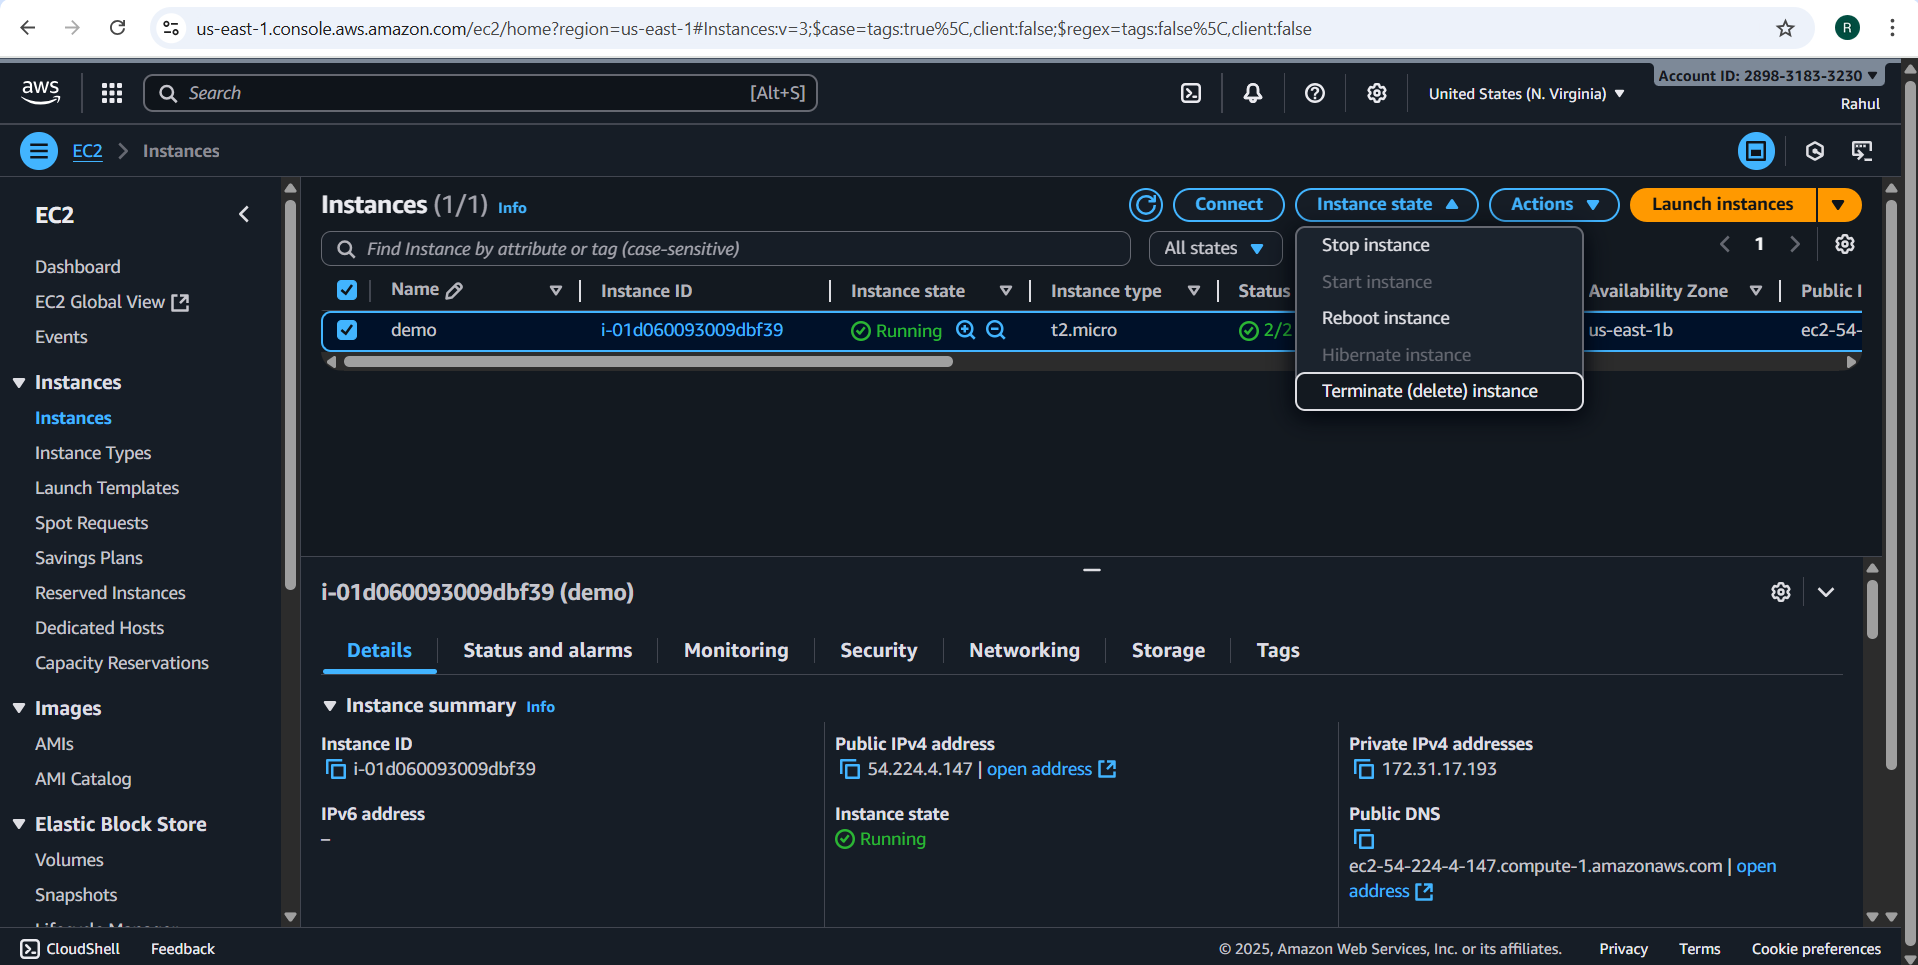 us-east-1.console.aws.amazon.com/ec2/home?region=us-east-1#Instances:v=3;$case=tags:true%5C,client:false;$regex=tags:false%5C,client:false
R
aws
Search [Alt+S]
United States (N. Virginia)
Account ID: 2898-3183-3230
Rahul
EC2 Instances
EC2
Dashboard
EC2 Global View
Events
Instances
Instances
Instance Types
Launch Templates
Spot Requests
Savings Plans
Reserved Instances
Dedicated Hosts
Capacity Reservations
Images
AMIs
AMI Catalog
Elastic Block Store
Volumes
Snapshots
Instances (1/1) Info
Connect
Instance state
Actions
Launch instances
Find Instance by attribute or tag (case-sensitive)
All states
1
Stop instance
Start instance
Reboot instance
Hibernate instance
Terminate (delete) instance
Name Instance ID Instance state Instance type Status Availability Zone Public I
demo i-01d060093009dbf39 Running t2.micro 2/2 us-east-1b ec2-54-
i-01d060093009dbf39 (demo)
Details Status and alarms Monitoring Security Networking Storage Tags
Instance summary Info
Instance ID
i-01d060093009dbf39
IPv6 address
–
Public IPv4 address
54.224.4.147 | open address
Instance state
Running
Private IPv4 addresses
172.31.17.193
Public DNS
ec2-54-224-4-147.compute-1.amazonaws.com | open
address
CloudShell Feedback © 2025, Amazon Web Services, Inc. or its affiliates. Privacy Terms Cookie preferences